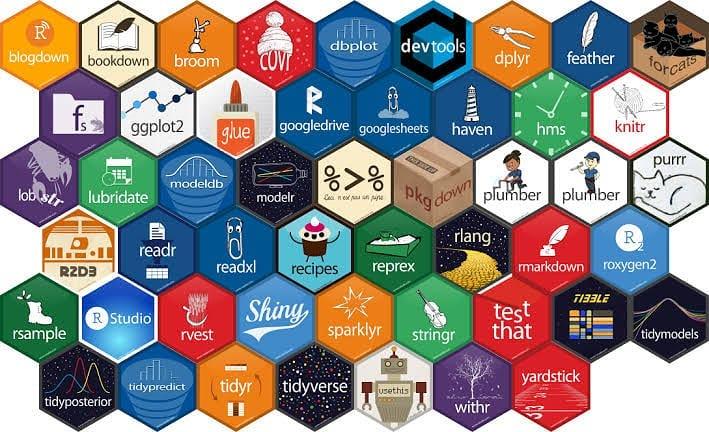 R
blogdown
bookdown
broom
covr
dbplot
devtools
dplyr
feather
forcats
fs
ggplot2
glue
googledrive
googlesheets
haven
hms
knitr
lobstr
lubridate
modeldb
modelr
%>%
Ceci n'est pas un pipe.
pkgdown
plumber
plumber
purrr
R2D3
readr
readxl
recipes
reprex
rlang
rmarkdown
R2
roxygen2
rsample
R Studio
rvest
Shiny
sparklyr
stringr
test
that
TIBBLE
tidymodels
tidyposterior
tidypredict
tidyr
tidyverse
usethis
withr
yardstick